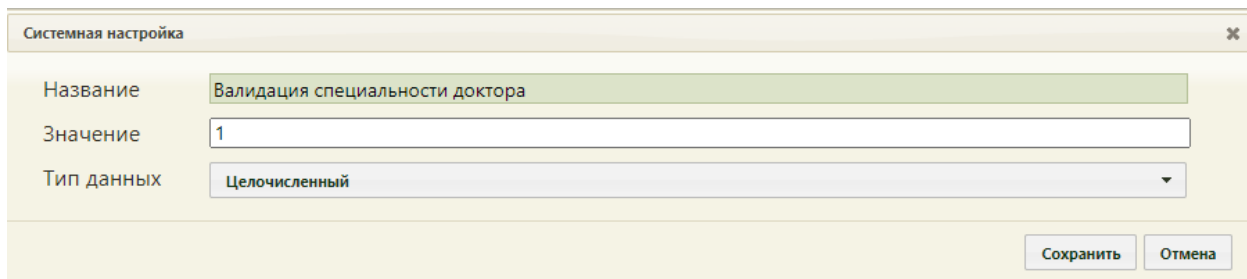 Системная настройка
Название Валидация специальности доктора
Значение 1
Тип данных Целочисленный
Сохранить Отмена